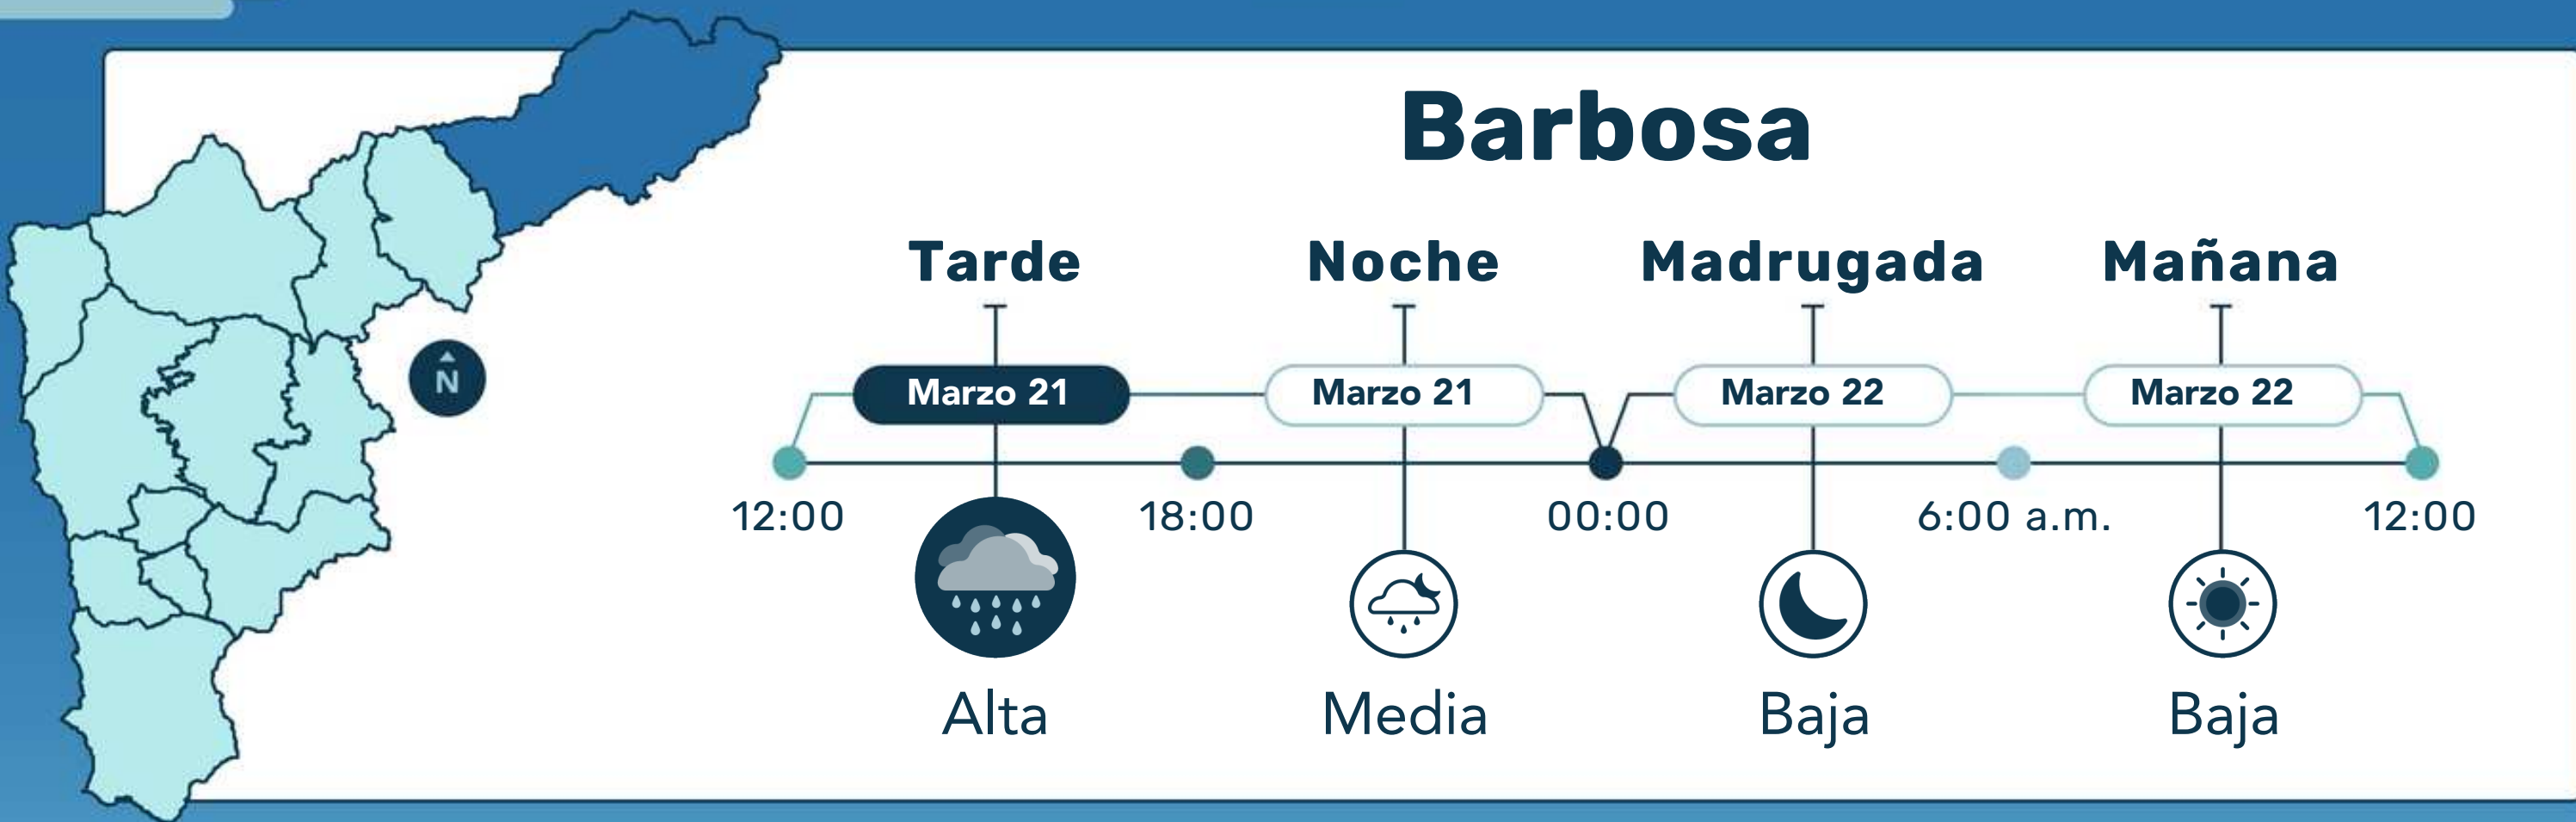 Barbosa
Tarde Noche Madrugada Mañana
N
Marzo 21 Marzo 21 Marzo 22 Marzo 22
12:00 18:00 00:00 6:00 a.m. 12:00
Alta Media Baja Baja